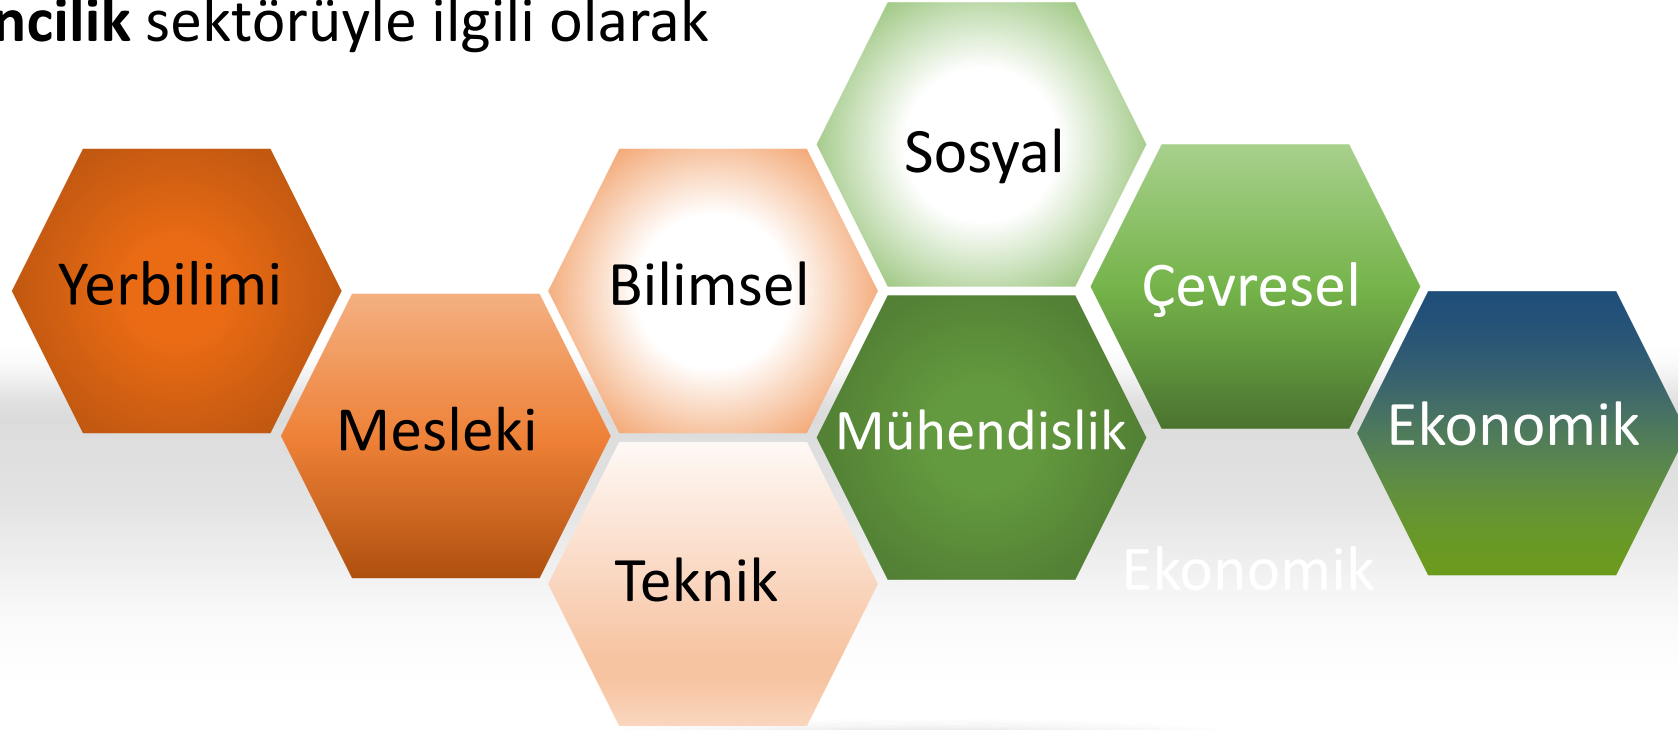 ncilik sektörüyle ilgili olarak
Sosyal
Yerbilimi
Bilimsel
Çevresel
Mesleki
Mühendislik
Ekonomik
Teknik
Ekonomik